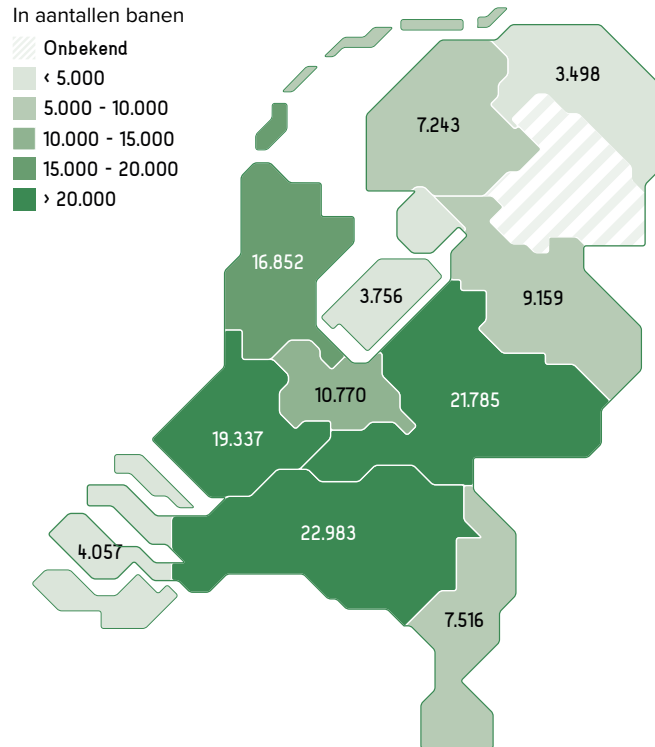 In aantallen banen
Onbekend
< 5.000
5.000 - 10.000
10.000 - 15.000
15.000 - 20.000
> 20.000
3.498
7.243
16.852
3.756
9.159
10.770
21.785
19.337
22.983
4.057
7.516